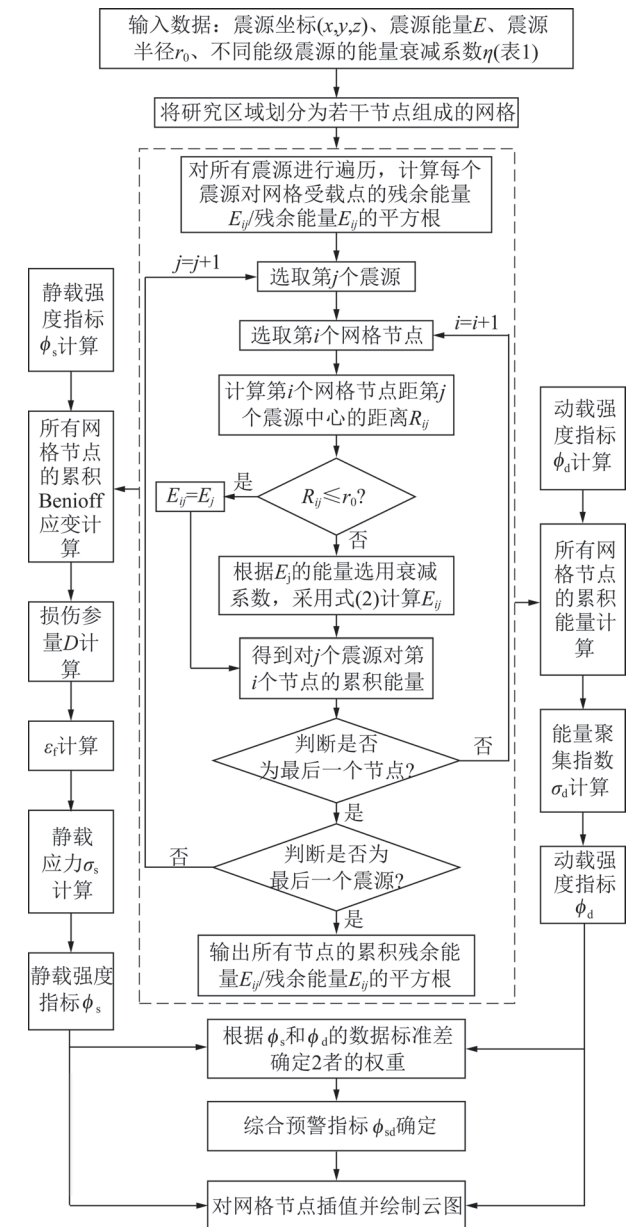 输入数据：震源坐标(x,y,z)、震源能量E、震源
半径r0、不同能级震源的能量衰减系数η(表1)
将研究区域划分为若干节点组成的网格
对所有震源进行遍历，计算每个
震源对网格受载点的残余能量
Eij/残余能量Eij的平方根
j=j+1
选取第j个震源
选取第i个网格节点
i=i+1
计算第i个网格节点距第j
个震源中心的距离Rij
Rij≤r0?
是
Eij=Ej
否
根据Ej的能量选用衰减
系数，采用式(2)计算Eij
得到对j个震源对第
i个节点的累积能量
判断是否
为最后一个节点?
否
是
判断是否为
最后一个震源?
否
是
输出所有节点的累积残余能
量Eij/残余能量Eij的平方根
静载强
度指标
ϕs计算
所有网
格节点
的累积
Benioff
应变计
算
损伤参
量D计
算
εf计算
静载
应力σs
计算
静载强度
指标ϕs
动载强
度指标
ϕd计算
所有网
格节点
的累积
能量计
算
能量聚
集指数
σd计算
动载强
度指标
ϕd
根据ϕs和ϕd的数据标准差
确定2者的权重
综合预警指标ϕsd确定
对网格节点插值并绘制云图